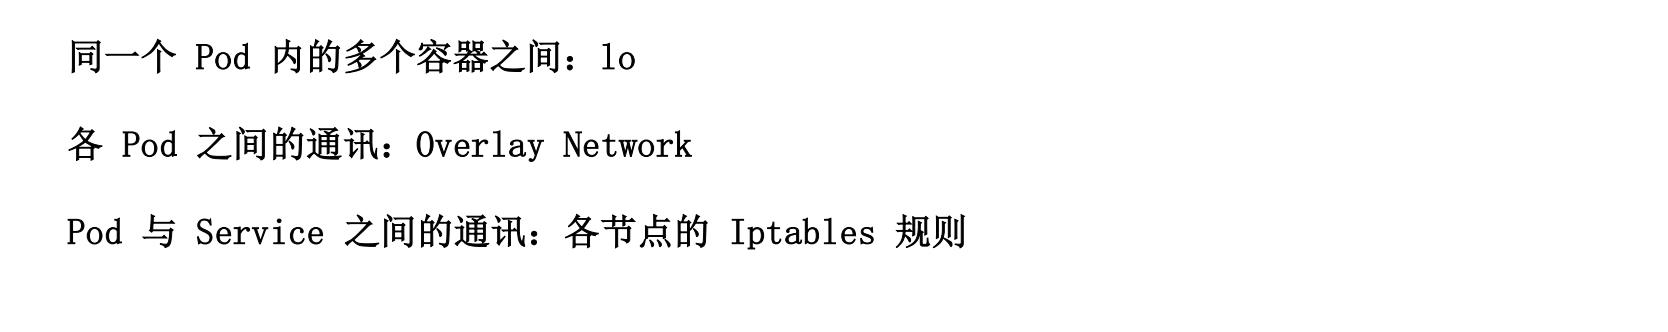 同一个 Pod 内的多个容器之间：lo
各 Pod 之间的通讯：Overlay Network
Pod 与 Service 之间的通讯：各节点的 Iptables 规则